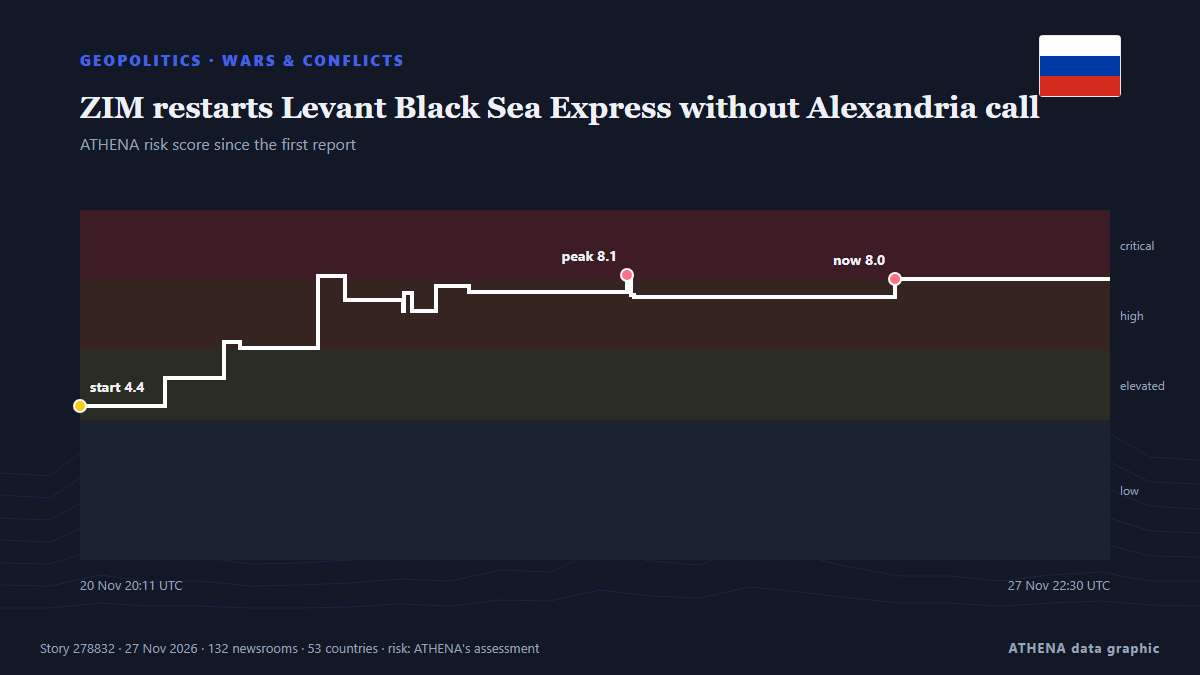 GEOPOLITICS · WARS & CONFLICTS
ZIM restarts Levant Black Sea Express without Alexandria call
ATHENA risk score since the first report
critical
peak 8.1
now 8.0
high
start 4.4
elevated
low
20 Nov 20:11 UTC
27 Nov 22:30 UTC
Story 278832 · 27 Nov 2026 · 132 newsrooms · 53 countries · risk: ATHENA's assessment
ATHENA data graphic